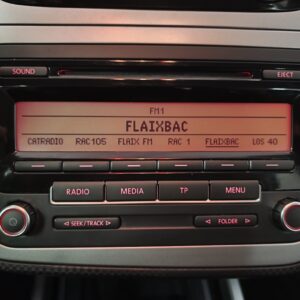 SOUND EJECT
FM1
FLAIXBAC
CATRADIO RAC105 FLAIX FM RAC 1 FLAIXBAC LOS 40
RADIO MEDIA TP MENU
◁ SEEK/TRACK ▷ ◁ FOLDER ▷